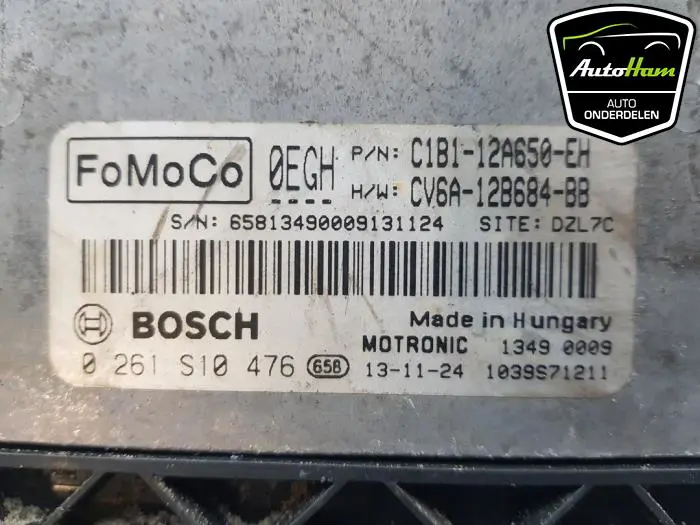 AutoHam
AUTO
ONDERDELEN
FoMoCo 0EGH P/N: C1B1-12A650-EH
H/W: CV6A-12B684-BB
S/N: 65813490009131124 SITE: DZL7C
BOSCH Made in Hungary
MOTRONIC 1349 0009
0 261 S10 476 658 13-11-24 1039S71211